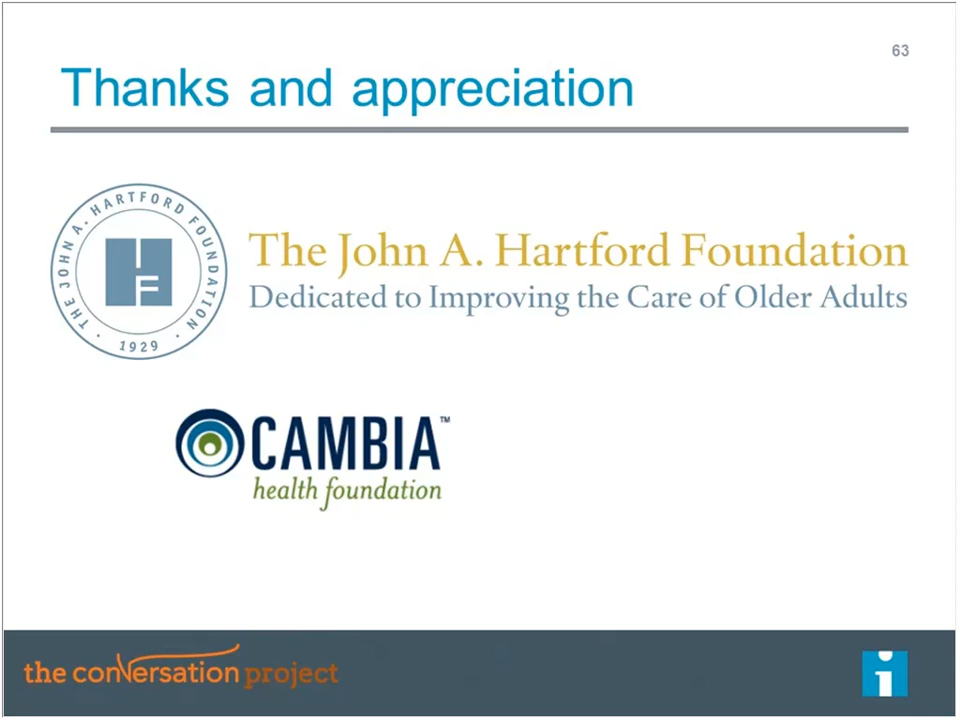 63
Thanks and appreciation
THE JOHN A. HARTFORD FOUNDATION
1929
The John A. Hartford Foundation
Dedicated to Improving the Care of Older Adults
CAMBIA™
health foundation
the conversation project
i